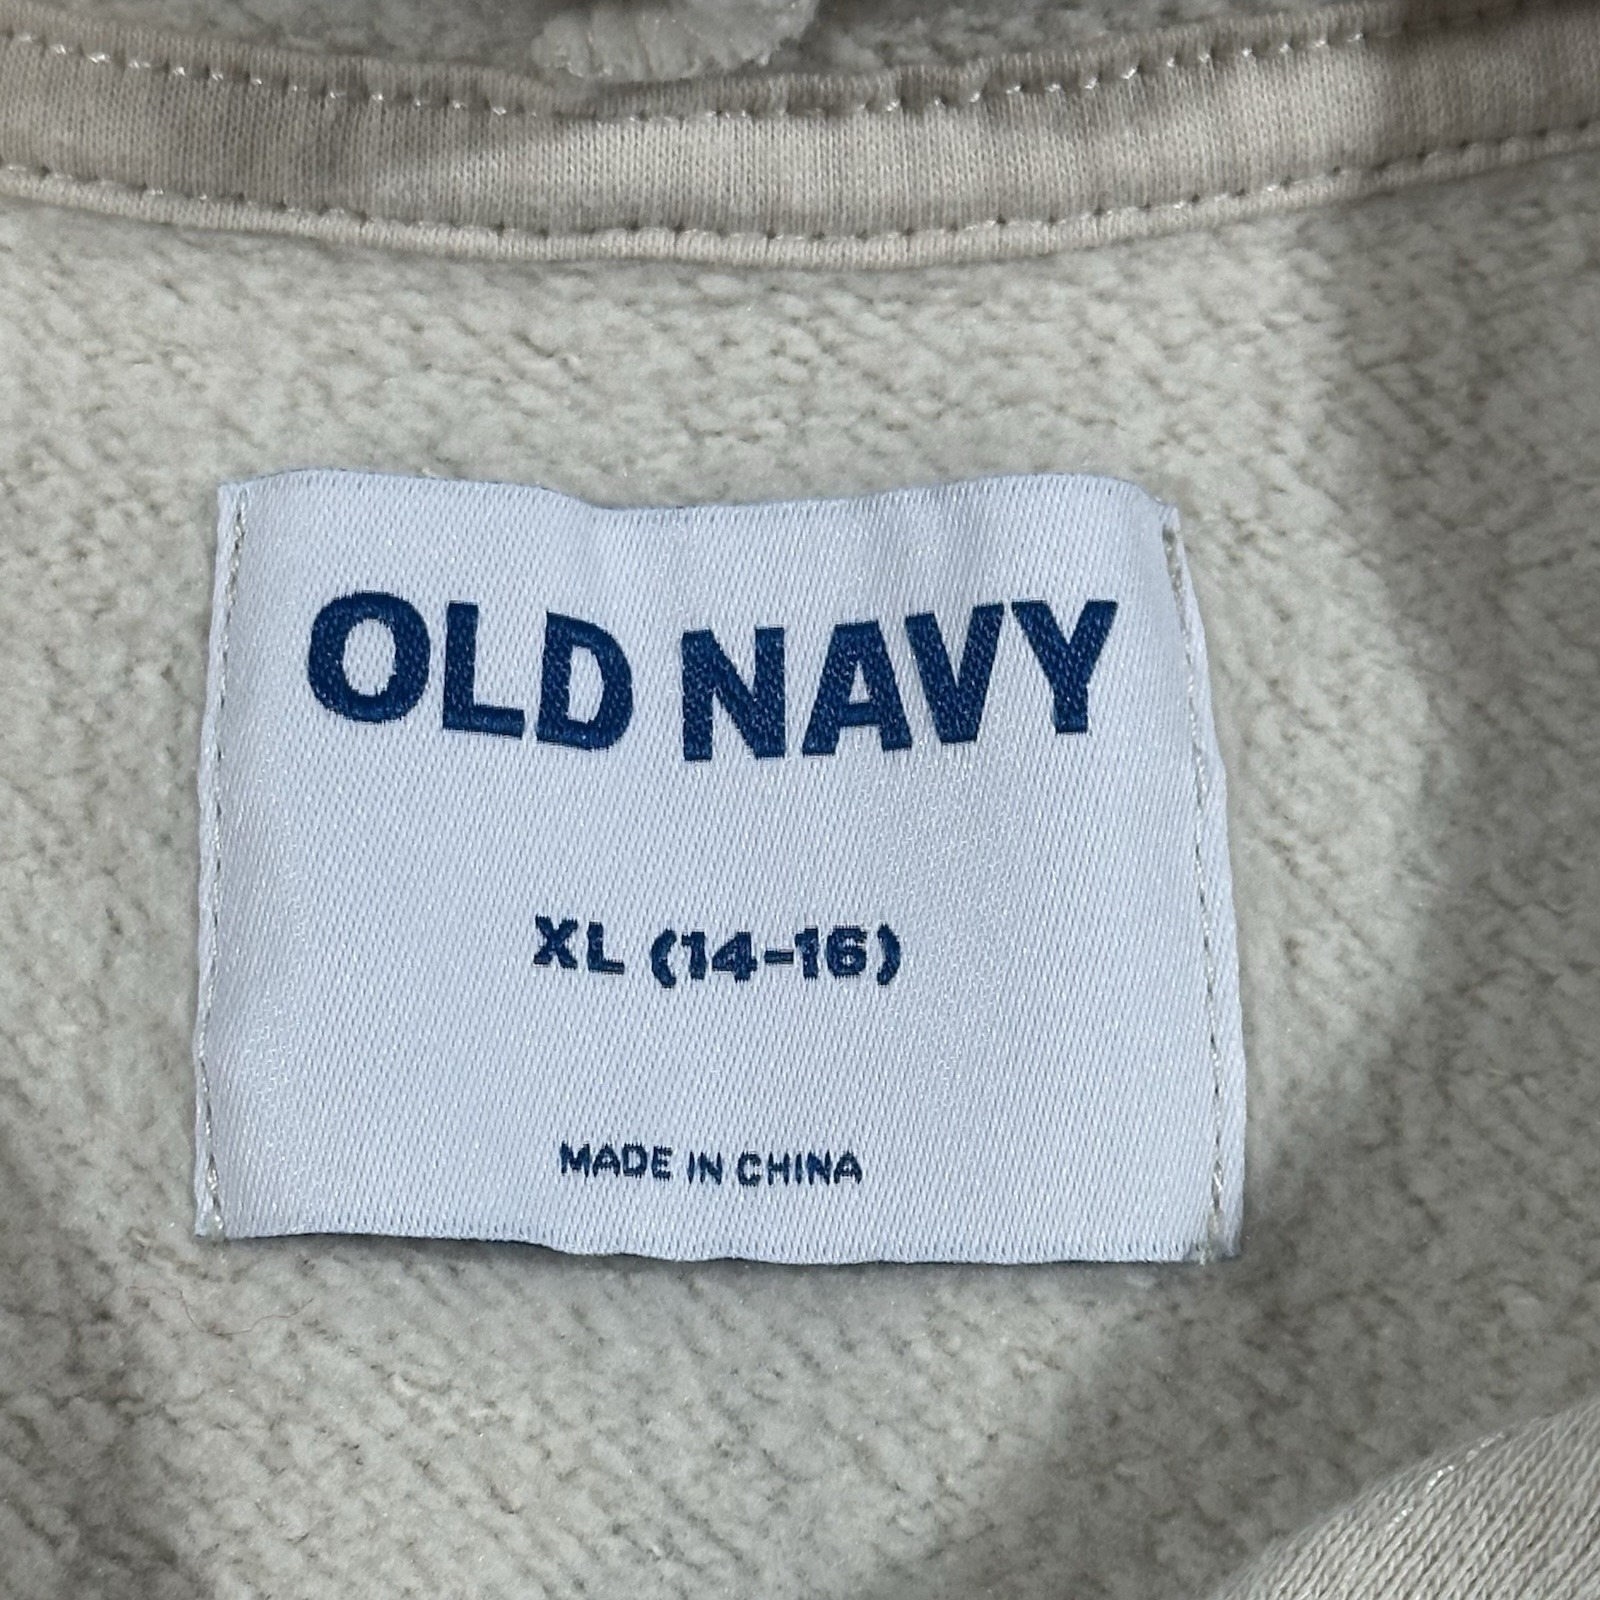 OLD NAVY
XL (14-16)
MADE IN CHINA